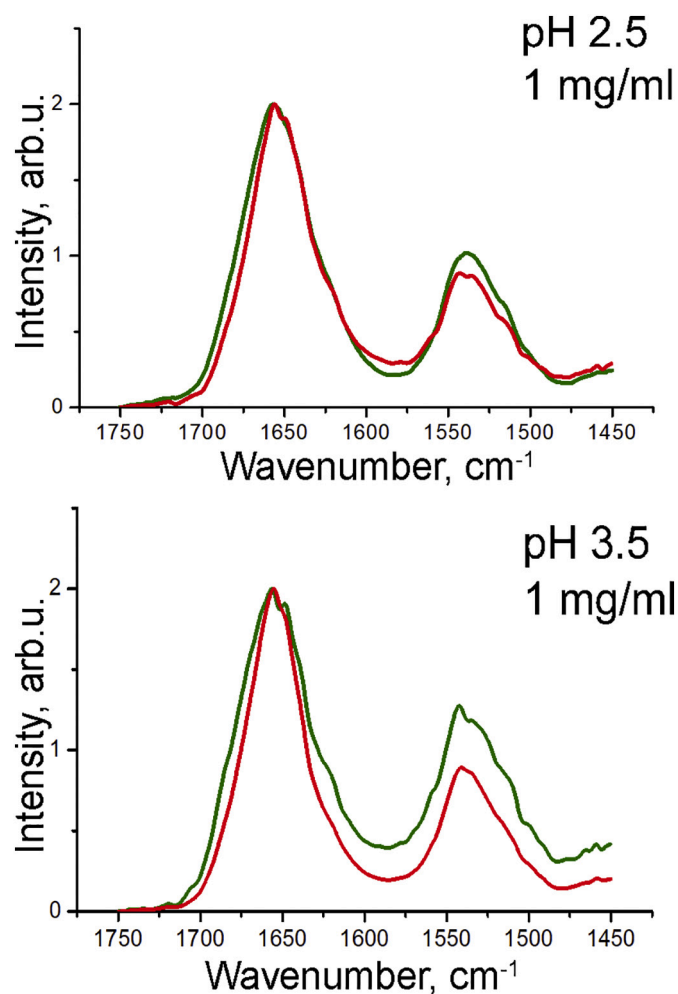 pH 2.5
1 mg/ml
2
1
0
Intensity, arb.u.
1750 1700 1650 1600 1550 1500 1450
Wavenumber, cm⁻¹
pH 3.5
1 mg/ml
2
1
0
Intensity, arb.u.
1750 1700 1650 1600 1550 1500 1450
Wavenumber, cm⁻¹